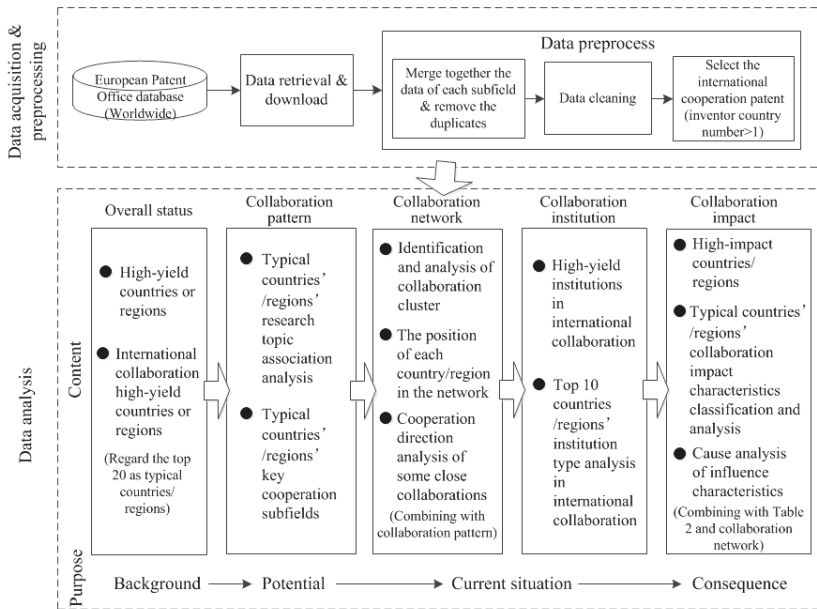 Data acquisition &
preprocessing
European Patent
Office database
(Worldwide)
Data retrieval &
download
Data preprocess
Merge together the
data of each subfield
& remove the
duplicates
Data cleaning
Select the
international
cooperation patent
(inventor country
number>1)
Data analysis
Content
Purpose
Overall status
● High-yield
countries or
regions
● International
collaboration
high-yield
countries or
regions
(Regard the top
20 as typical
countries/
regions)
Collaboration
pattern
● Typical
countries’
/regions’
research
topic
association
analysis
● Typical
countries’
/regions’
key
cooperation
subfields
Collaboration
network
● Identification
and analysis of
collaboration
cluster
● The position of
each
country/region
in the network
● Cooperation
direction
analysis of
some close
collaborations
(Combining with
collaboration pattern)
Collaboration
institution
● High-yield
institutions
in
international
collaboration
● Top 10
countries
/regions’
institution
type analysis
in
international
collaboration
Collaboration
impact
● High-impact
countries/
regions
● Typical countries’
/regions’
collaboration
impact
characteristics
classification and
analysis
● Cause analysis
of influence
characteristics
(Combining with Table
2 and collaboration
network)
Background
Potential
Current situation
Consequence